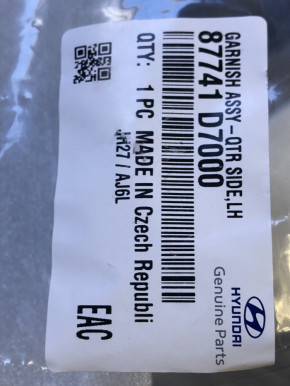 GARNISH ASSY-QTR SIDE,LH
87741 D7000
QTY: 1 PC MADE IN Czech Republi
/AJ6L
EAC
HYUNDAI
Genuine Parts